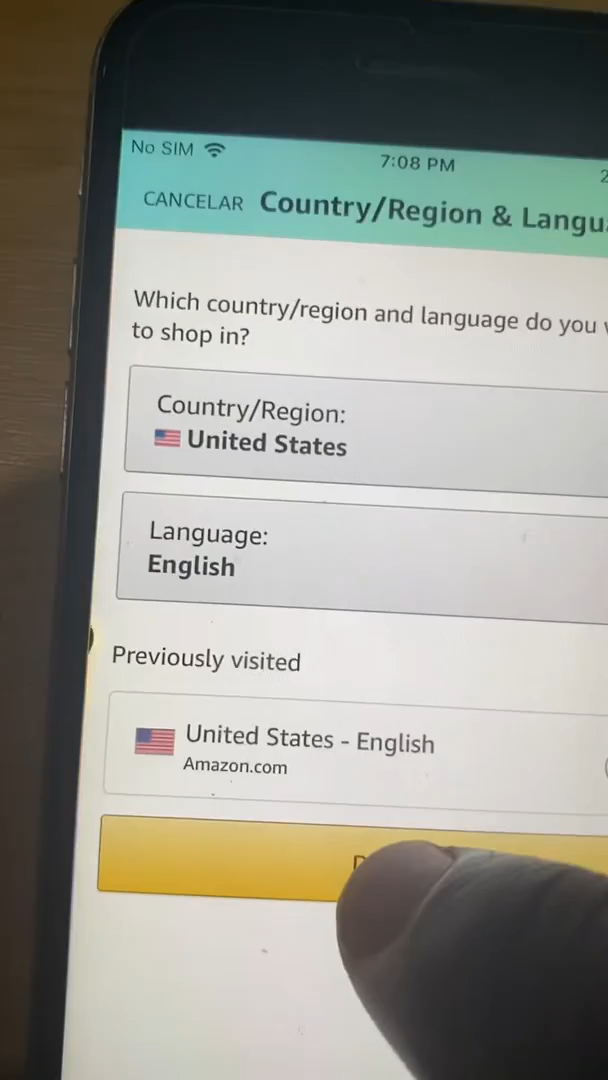 No SIM
7:08 PM
CANCELAR
Country/Region &
Which country/region and language do you
to shop in?
Country/Region:
United States
Language:
English
Previously visited
United States - English
Amazon.com